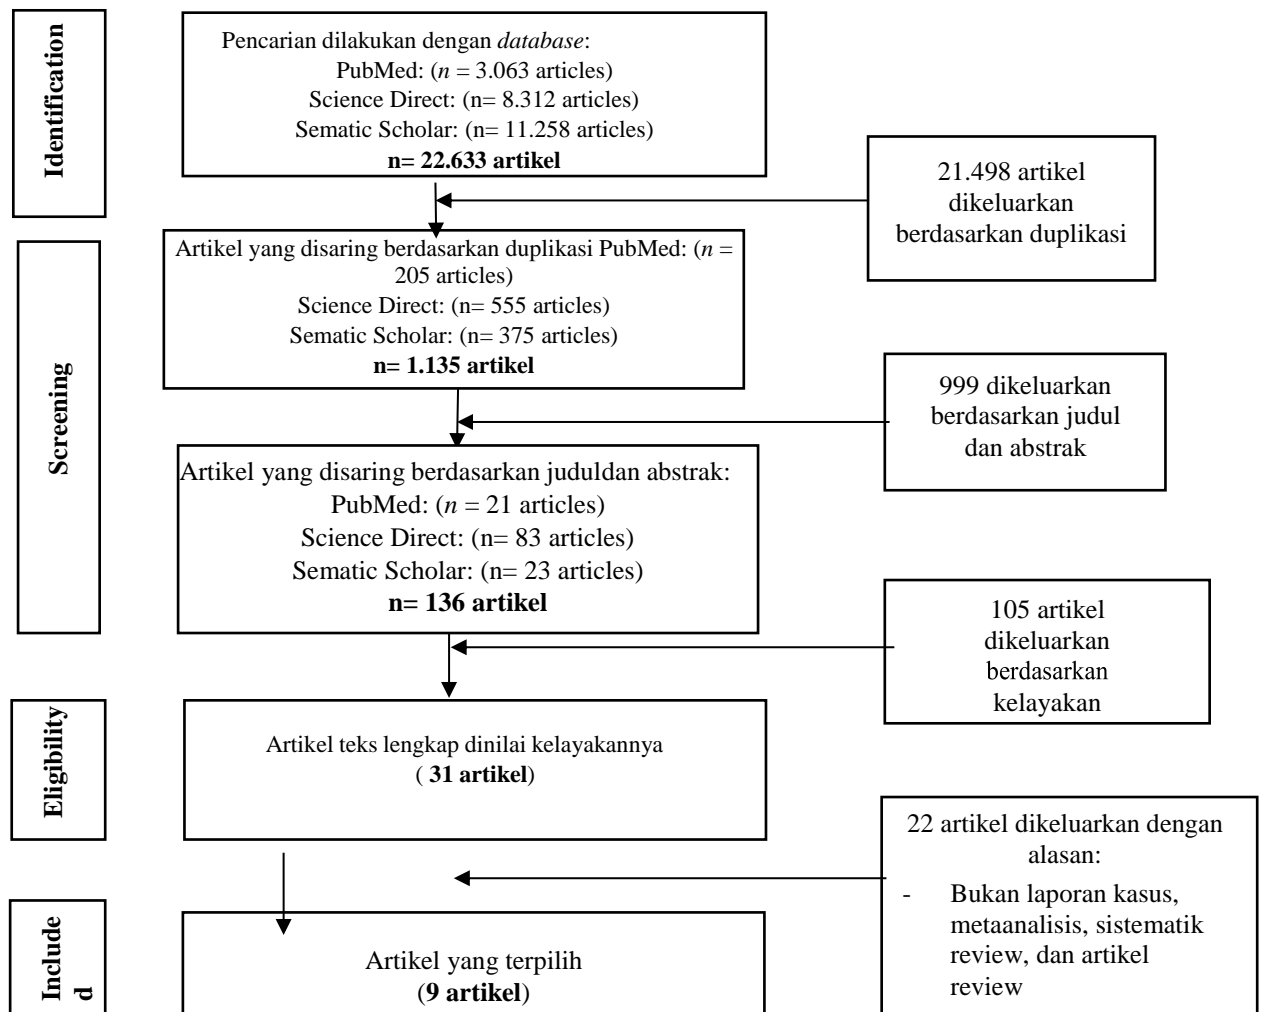 Identification
Pencarian dilakukan dengan database:
PubMed: (n = 3.063 articles)
Science Direct: (n= 8.312 articles)
Sematic Scholar: (n= 11.258 articles)
n= 22.633 artikel
21.498 artikel
dikeluarkan
berdasarkan duplikasi
Screening
Artikel yang disaring berdasarkan duplikasi PubMed: (n =
205 articles)
Science Direct: (n= 555 articles)
Sematic Scholar: (n= 375 articles)
n= 1.135 artikel
999 dikeluarkan
berdasarkan judul
dan abstrak
Artikel yang disaring berdasarkan juduldan abstrak:
PubMed: (n = 21 articles)
Science Direct: (n= 83 articles)
Sematic Scholar: (n= 23 articles)
n= 136 artikel
105 artikel
dikeluarkan
berdasarkan
kelayakan
Eligibility
Artikel teks lengkap dinilai kelayakannya
( 31 artikel)
22 artikel dikeluarkan dengan
alasan:
- Bukan laporan kasus,
metaanalisis, sistematik
review, dan artikel
review
Include
d
Artikel yang terpilih
(9 artikel)